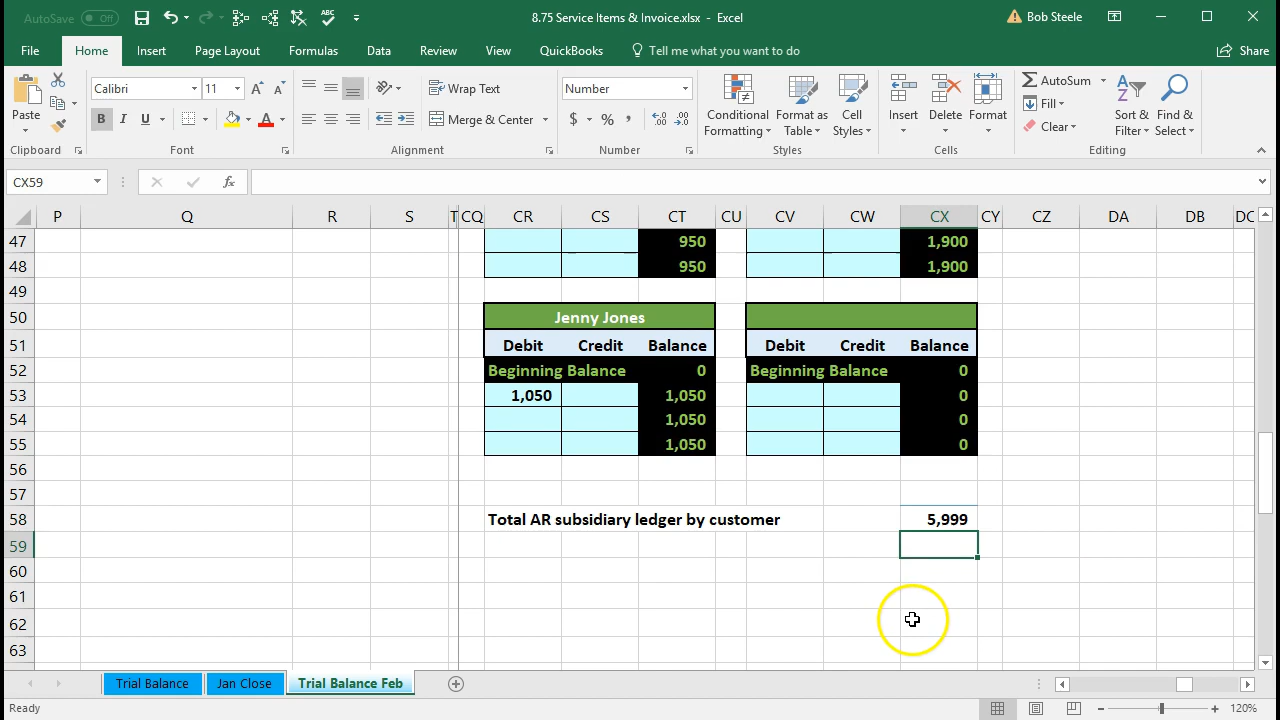 AutoSave Off 8.75 Service Items & Invoice.xlsx - Excel Bob Steele
File Home Insert Page Layout Formulas Data Review View QuickBooks Tell me what you want to do Share
Calibri 11 Wrap Text Number AutoSum
Paste Conditional Format as Cell Insert Delete Format Fill Sort & Find &
B I U A Merge & Center $ % , Formatting Table Styles Clear Filter Select
Clipboard Font Alignment Number Styles Cells Editing
CX59 fx
P Q R S T CQ CR CS CT CU CV CW CX CY CZ DA DB DC
47 950 1,900
48 950 1,900
49
50 Jenny Jones
51 Debit Credit Balance Debit Credit Balance
52 Beginning Balance 0 Beginning Balance 0
53 1,050 1,050 0
54 1,050 0
55 1,050 0
56
57
58 Total AR subsidiary ledger by customer 5,999
59
60
61
62
63
Trial Balance Jan Close Trial Balance Feb
Ready 120%